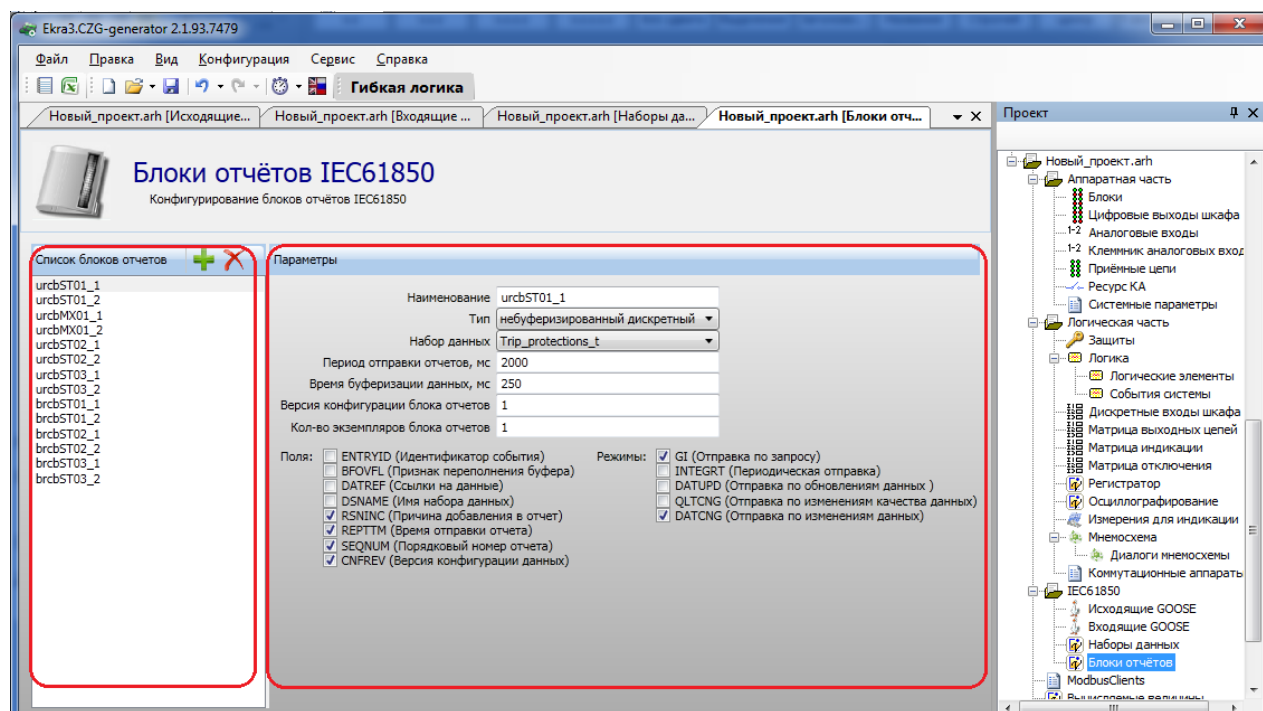 Ekra3.CZG-generator 2.1.93.7479
Файл Правка Вид Конфигурация Сервис Справка
Гибкая логика
Новый_проект.arh [Исходящие... Новый_проект.arh [Входящие ... Новый_проект.arh [Наборы да... Новый_проект.arh [Блоки отч...
Блоки отчётов IEC61850
Конфигурирование блоков отчётов IEC61850
Список блоков отчетов
urcbST01_1
urcbST01_2
urcbMX01_1
urcbMX01_2
urcbST02_1
urcbST02_2
urcbST03_1
urcbST03_2
brcbST01_1
brcbST01_2
brcbST02_1
brcbST02_2
brcbST03_1
brcbST03_2
Параметры
Наименование urcbST01_1
Тип небуферизированный дискретный
Набор данных Trip_protections_t
Период отправки отчетов, мс 2000
Время буферизации данных, мс 250
Версия конфигурации блока отчетов 1
Кол-во экземпляров блока отчетов 1
Поля: ENTRYID (Идентификатор события)
BFOVFL (Признак переполнения буфера)
DATREF (Ссылки на данные)
DSNAME (Имя набора данных)
RSNINC (Причина добавления в отчет)
REPTTM (Время отправки отчета)
SEQNUM (Порядковый номер отчета)
CNFREV (Версия конфигурации данных)
Режимы: GI (Отправка по запросу)
INTEGRT (Периодическая отправка)
DATUPD (Отправка по обновлениям данных )
QLTCNG (Отправка по изменениям качества данных)
DATCNG (Отправка по изменениям данных)
Проект
Новый_проект.arh
Аппаратная часть
Блоки
Цифровые выходы шкафа
1-2 Аналоговые входы
1-2 Клеммник аналоговых вход
Приёмные цепи
Ресурс КА
Системные параметры
Логическая часть
Защиты
Логика
Логические элементы
События системы
Дискретные входы шкафа
Матрица выходных цепей
Матрица индикации
Матрица отключения
Регистратор
Осциллографирование
Измерения для индикации
Мнемосхема
Диалоги мнемосхемы
Коммутационные аппараты
IEC61850
Исходящие GOOSE
Входящие GOOSE
Наборы данных
Блоки отчётов
ModbusClients
Вычисляемые величины